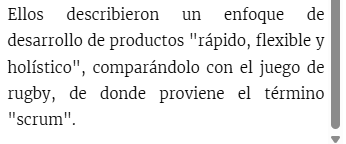 Ellos describieron un enfoque de
desarrollo de productos "rápido, flexible y
holístico", comparándolo con el juego de
rugby, de donde proviene el término
"scrum".